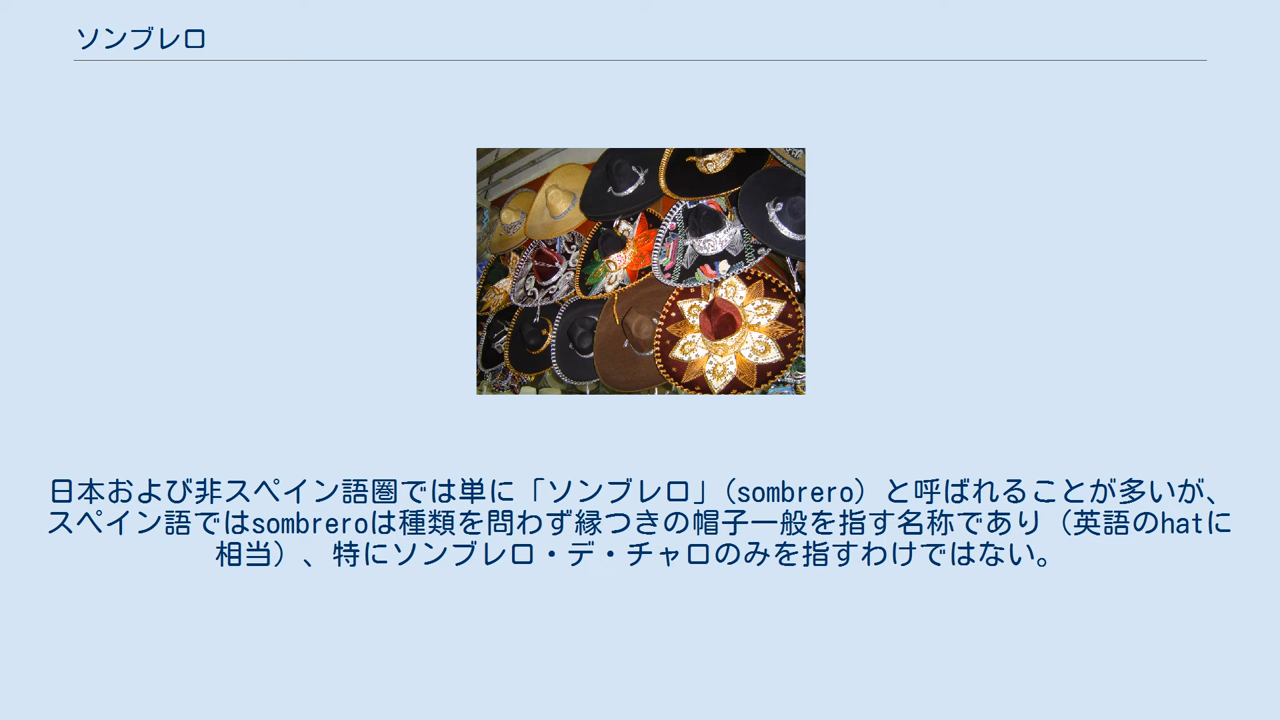 ソンブレロ
日本および非スペイン語圏では単に「ソンブレロ」（sombrero）と呼ばれることが多いが、
スペイン語ではsombreroは種類を問わず縁つきの帽子一般を指す名称であり（英語のhatに
相当）、特にソンブレロ・デ・チャロのみを指すわけではない。